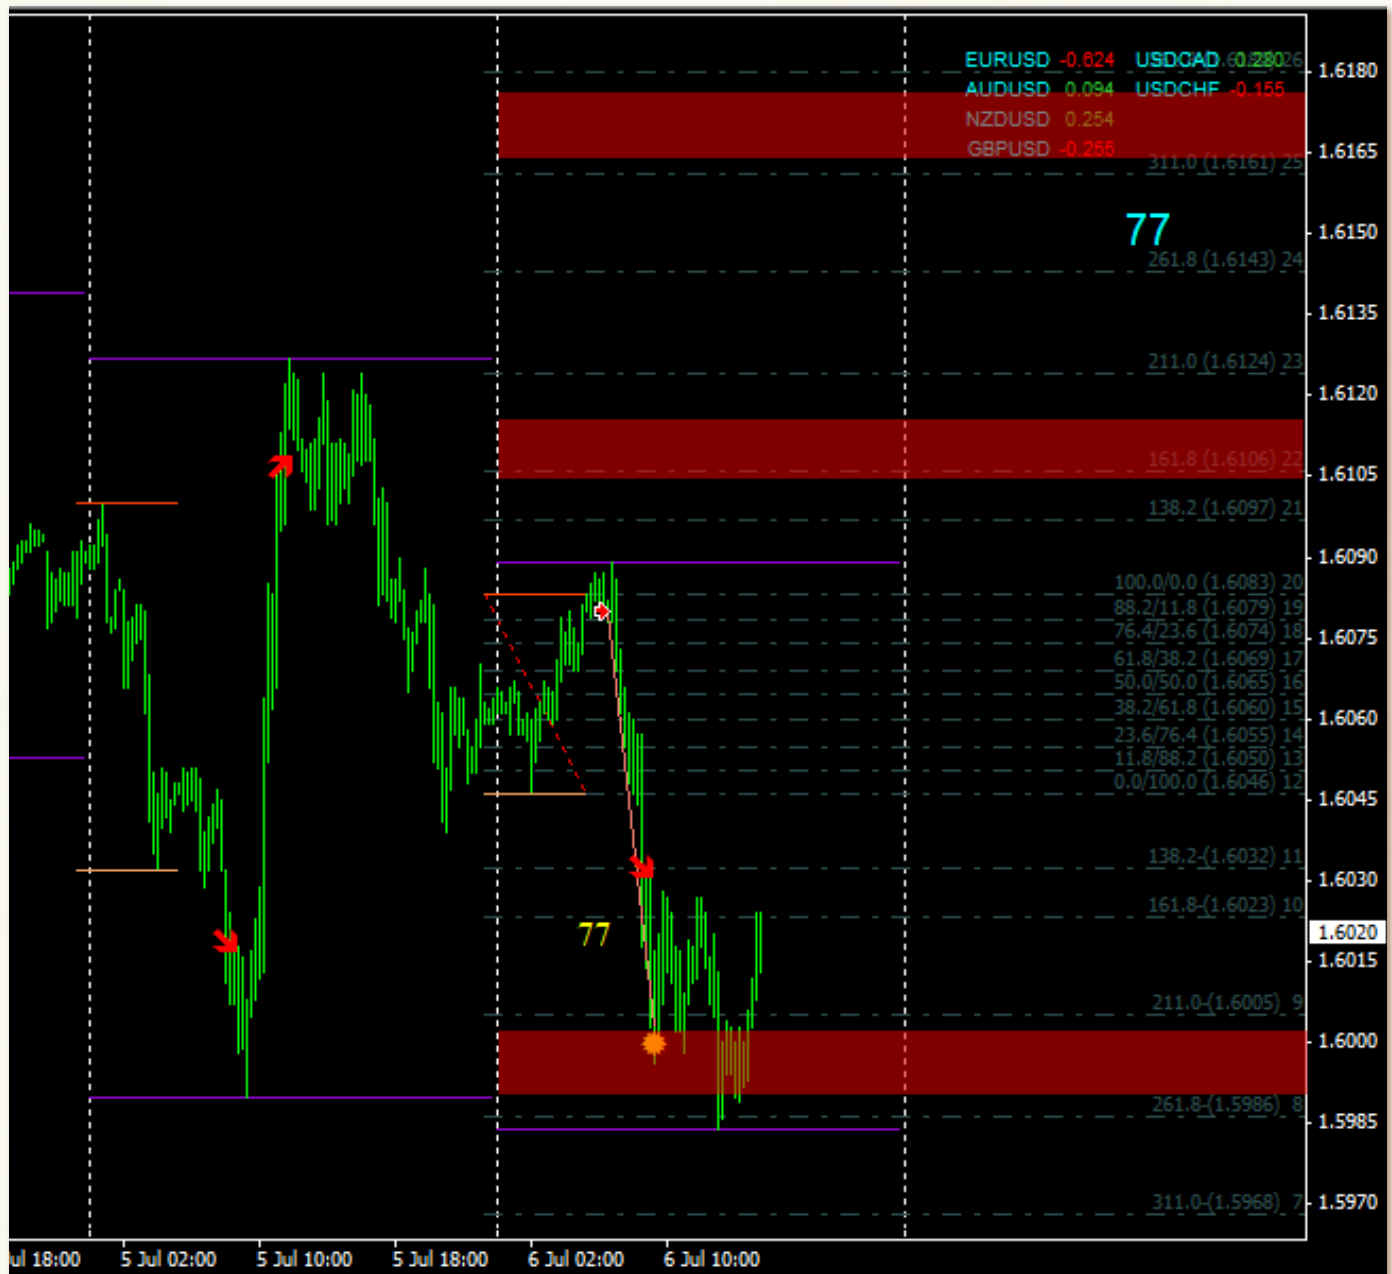 EURUSD -0.624 USDCAD 0.280
26
1.6180
AUDUSD 0.094 USDCHF -0.155
NZDUSD 0.254
GBPUSD -0.255
1.6165
311.0 (1.6161) 25
77
1.6150
261.8 (1.6143) 24
1.6135
211.0 (1.6124) 23
1.6120
161.8 (1.6106) 22
1.6105
138.2 (1.6097) 21
1.6090
100.0/0.0 (1.6083) 20
88.2/11.8 (1.6079) 19
76.4/23.6 (1.6074) 18
1.6075
61.8/38.2 (1.6069) 17
50.0/50.0 (1.6065) 16
38.2/61.8 (1.6060) 15
1.6060
23.6/76.4 (1.6055) 14
11.8/88.2 (1.6050) 13
0.0/100.0 (1.6046) 12
1.6045
138.2-(1.6032) 11
1.6030
161.8-(1.6023) 10
77
1.6020
1.6015
211.0-(1.6005) 9
1.6000
261.8-(1.5986) 8
1.5985
311.0-(1.5968) 7
1.5970
ul 18:00 5 Jul 02:00 5 Jul 10:00 5 Jul 18:00 6 Jul 02:00 6 Jul 10:00